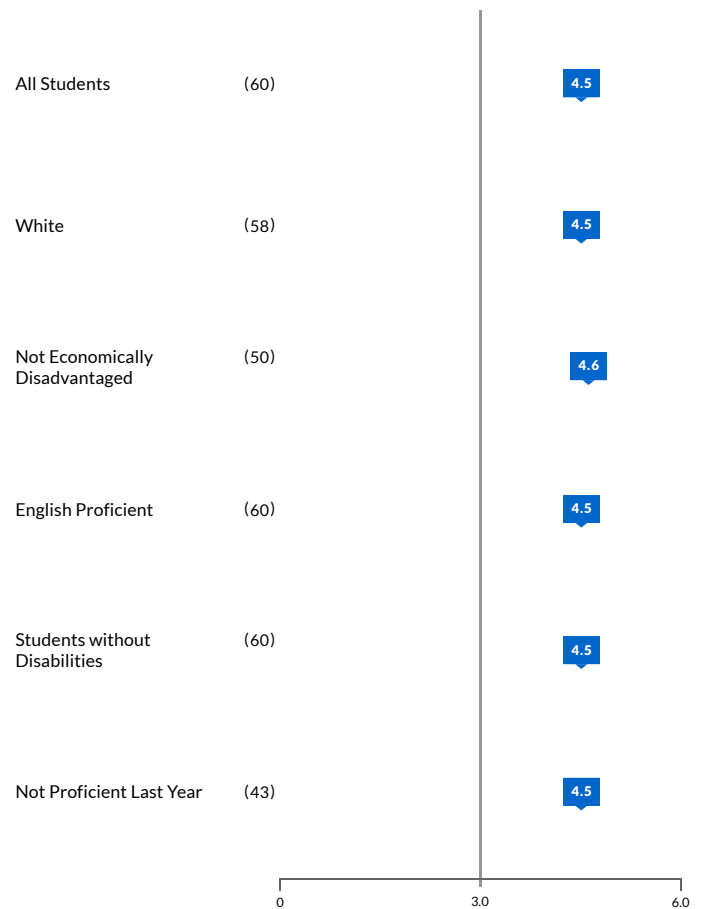 All Students (60) 4.5
White (58) 4.5
Not Economically (50) 4.6
Disadvantaged
English Proficient (60) 4.5
Students without (60) 4.5
Disabilities
Not Proficient Last Year (43) 4.5
0 3.0 6.0